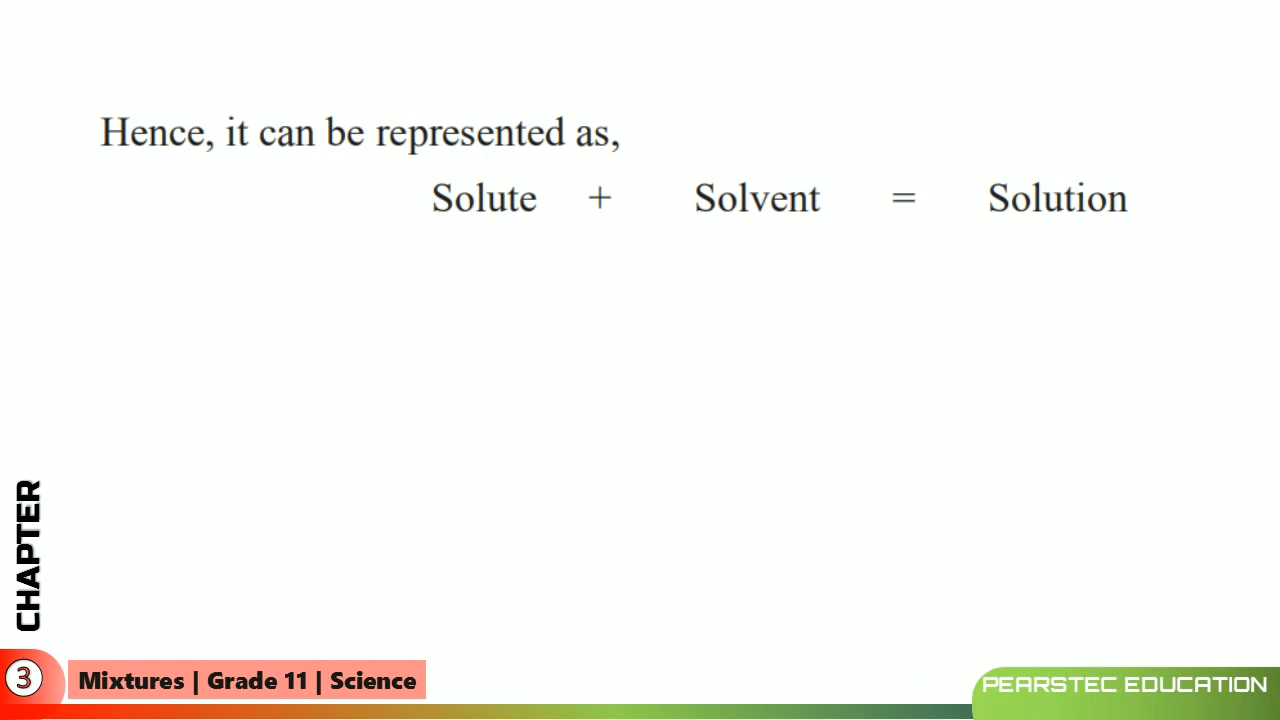 Hence, it can be represented as,
Solute + Solvent = Solution
CHAPTER
3
Mixtures | Grade 11 | Science
PEARSTEC EDUCATION